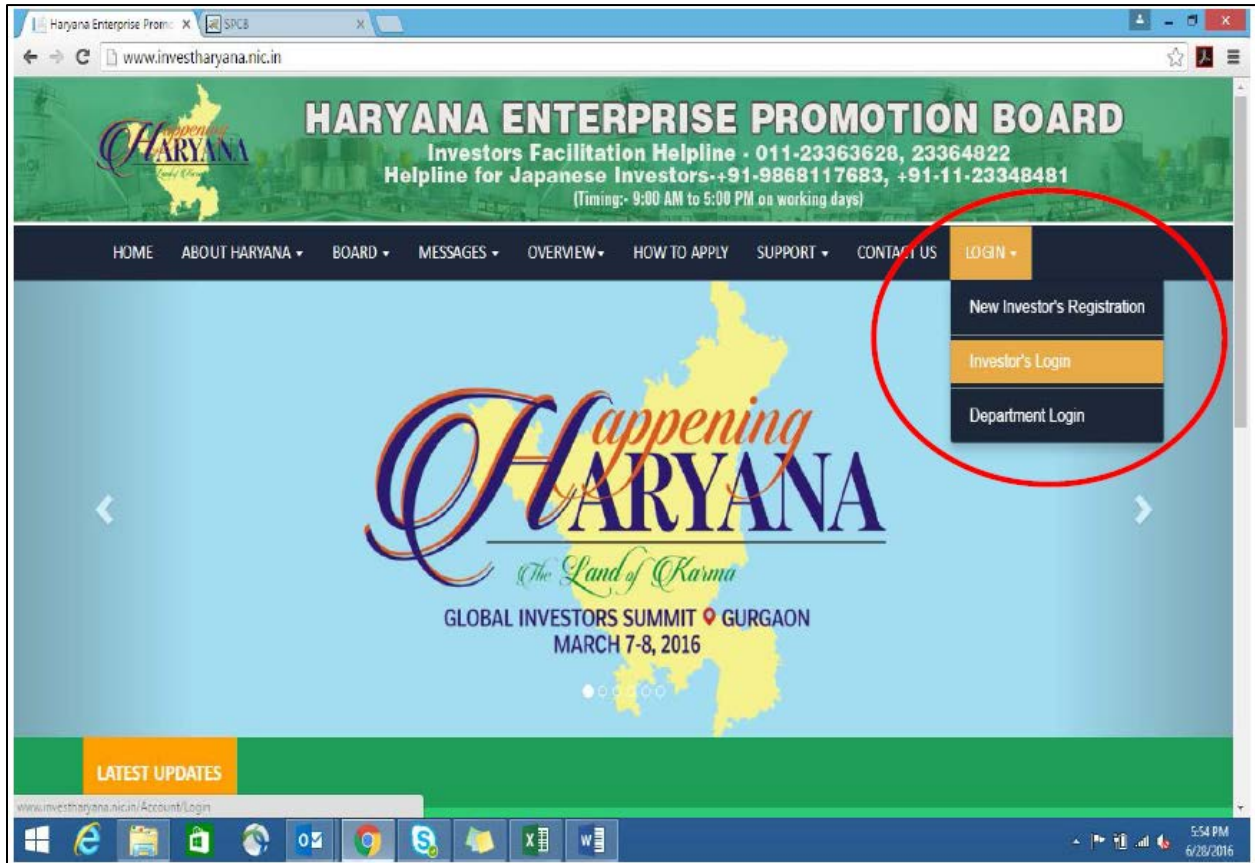 Haryana Enterprise Prom
SPCB
www.investharyana.nic.in
Happening
HARYANA
HARYANA ENTERPRISE PROMOTION BOARD
Investors Facilitation Helpline - 011-23363628, 23364822
Helpline for Japanese Investors-+91-9868117683, +91-11-23348481
(Timing:- 9:00 AM to 5:00 PM on working days)
HOME ABOUT HARYANA BOARD MESSAGES OVERVIEW HOW TO APPLY SUPPORT CONTACT US LOGIN
New Investor's Registration
Investor's Login
Department Login
Happening
HARYANA
The Land of Karma
GLOBAL INVESTORS SUMMIT GURGAON
MARCH 7-8, 2016
LATEST UPDATES
www.investharyana.nic.in/Account/Login
5:54 PM
6/28/2016